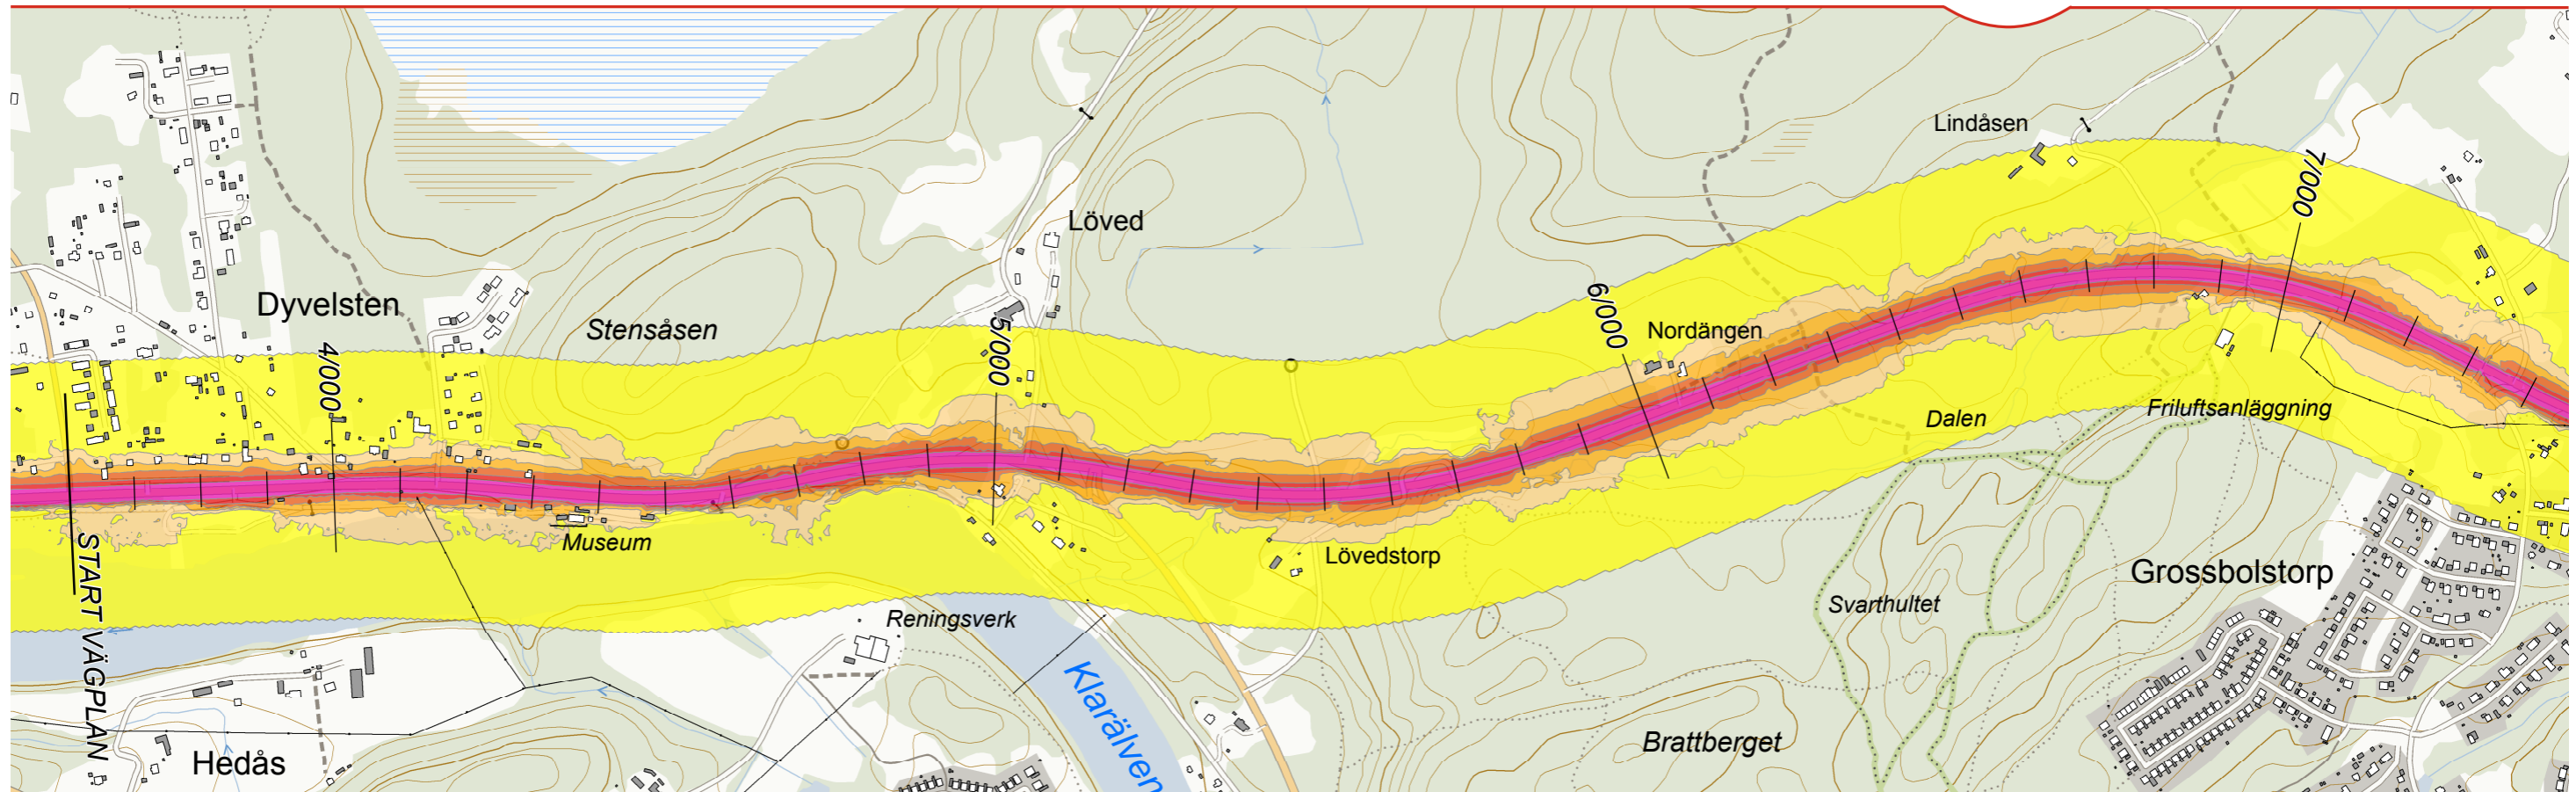 Lindåsen
7/000
Löved
Dyvelsten
Stensåsen
6/000
Nordängen
5/000
4/000
Dalen
Friluftsanläggning
Museum
Lövedstorp
START VÄGPLAN
Grossbolstorp
Svarthultet
Reningsverk
Klarälven
Brattberget
Hedås